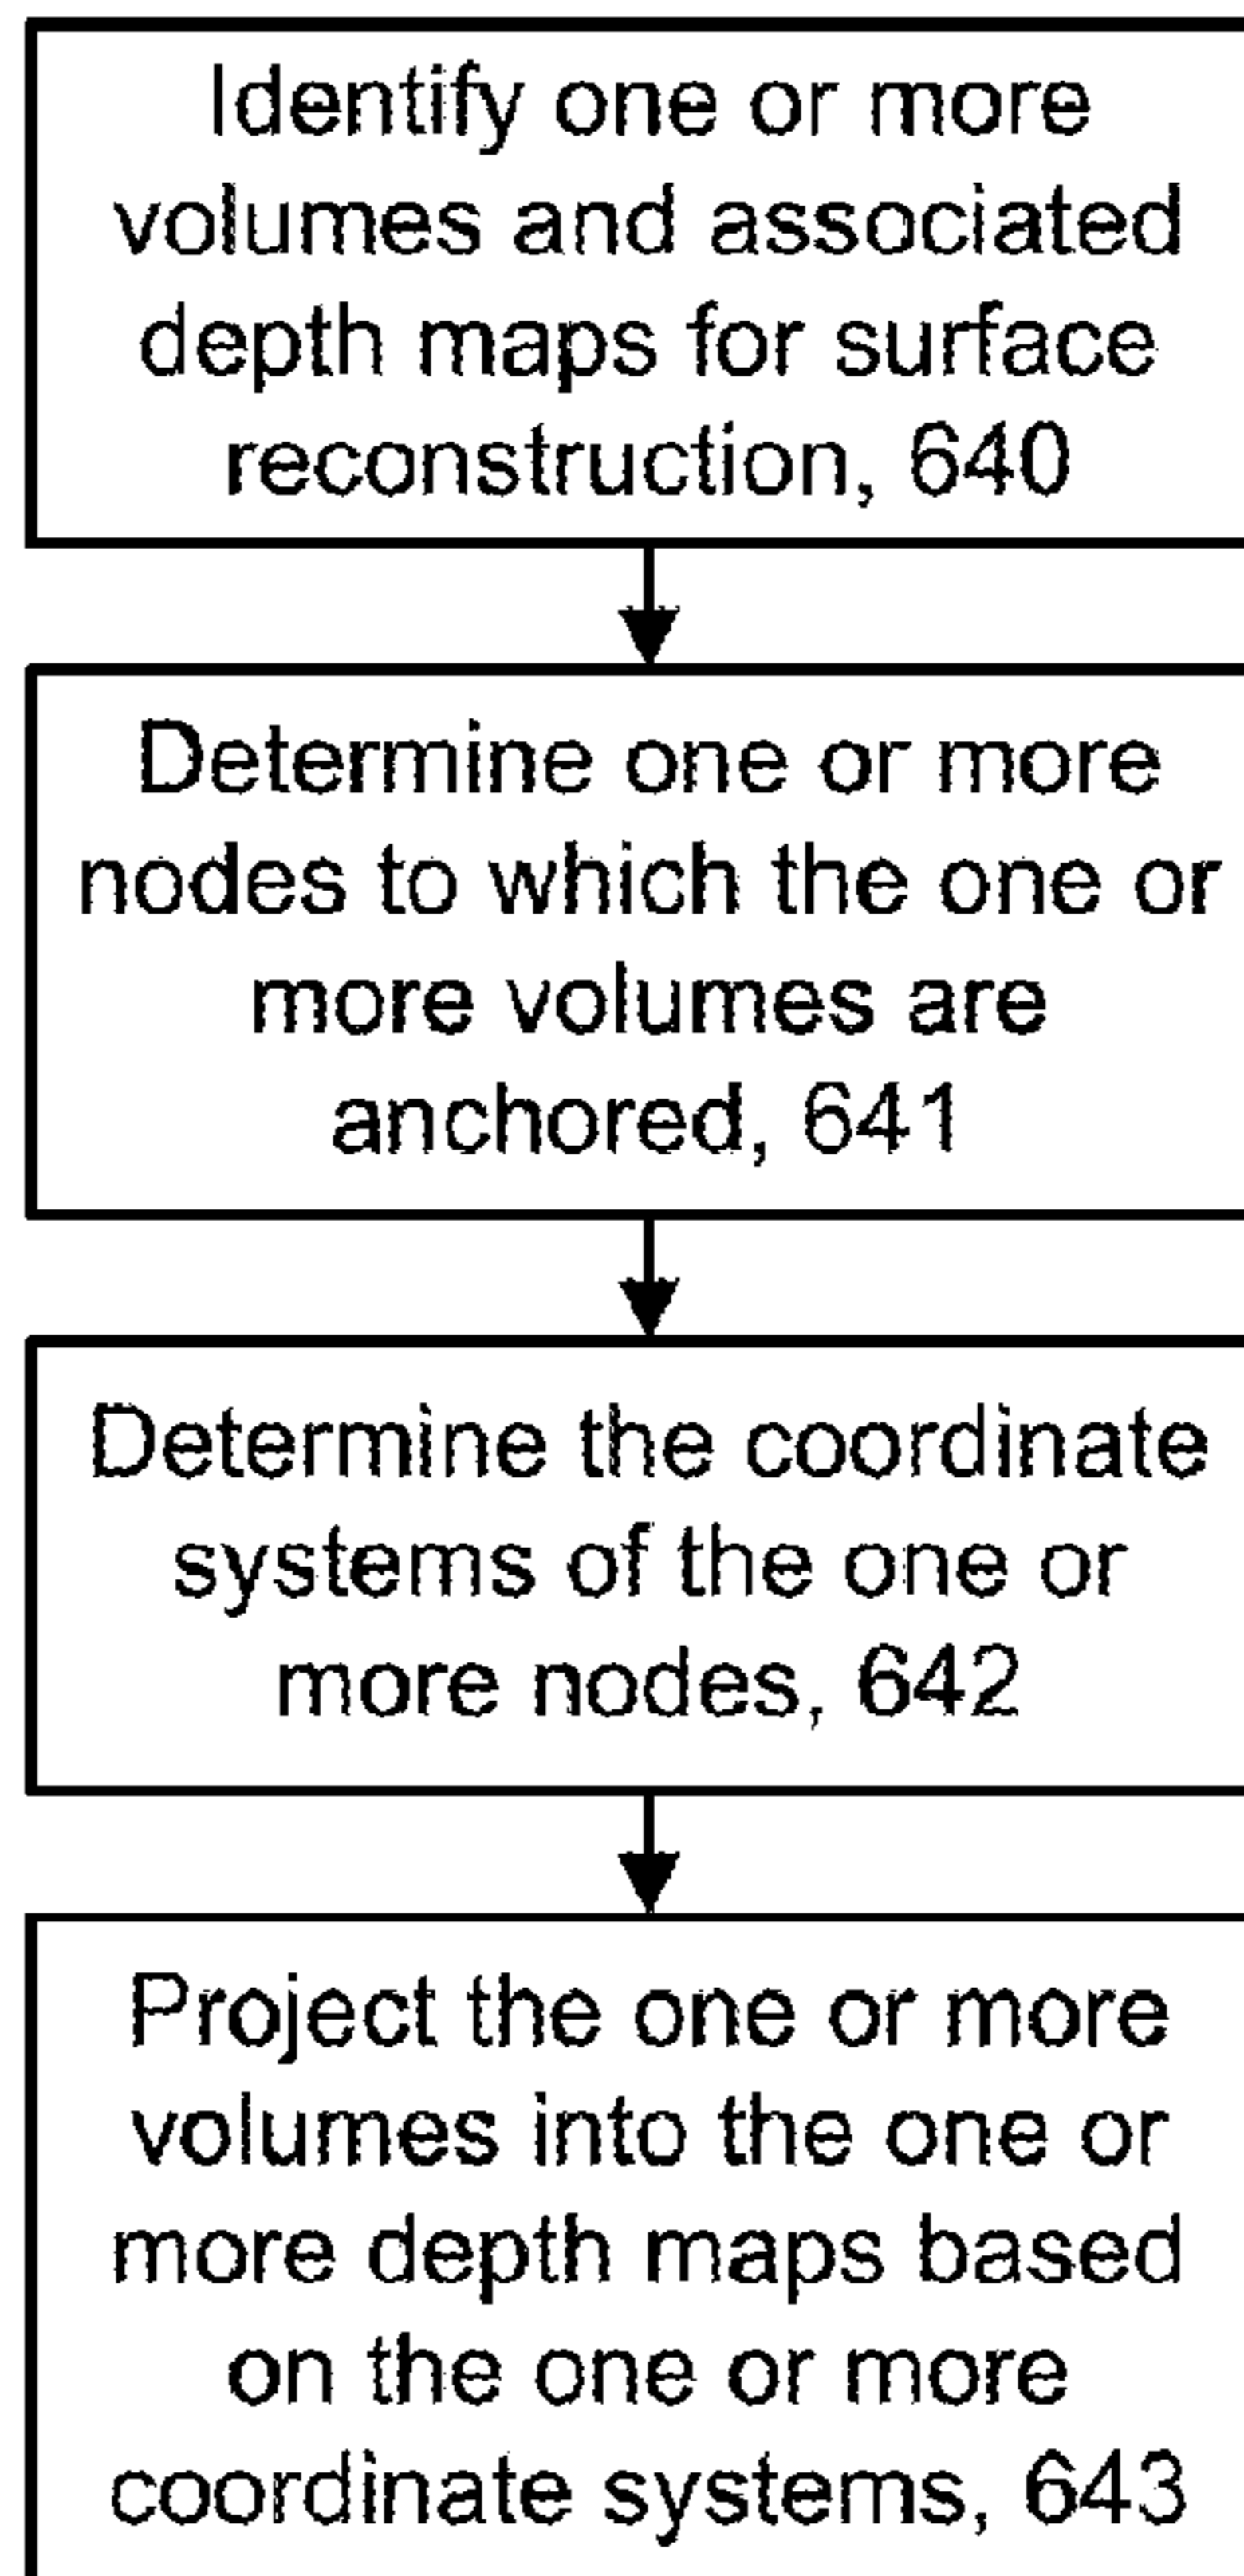 Identify one or more
volumes and associated
depth maps for surface
reconstruction, 640
Determine one or more
nodes to which the one or
more volumes are
anchored, 641
Determine the coordinate
systems of the one or
more nodes, 642
Project the one or more
volumes into the one or
more depth maps based
on the one or more
coordinate systems, 643